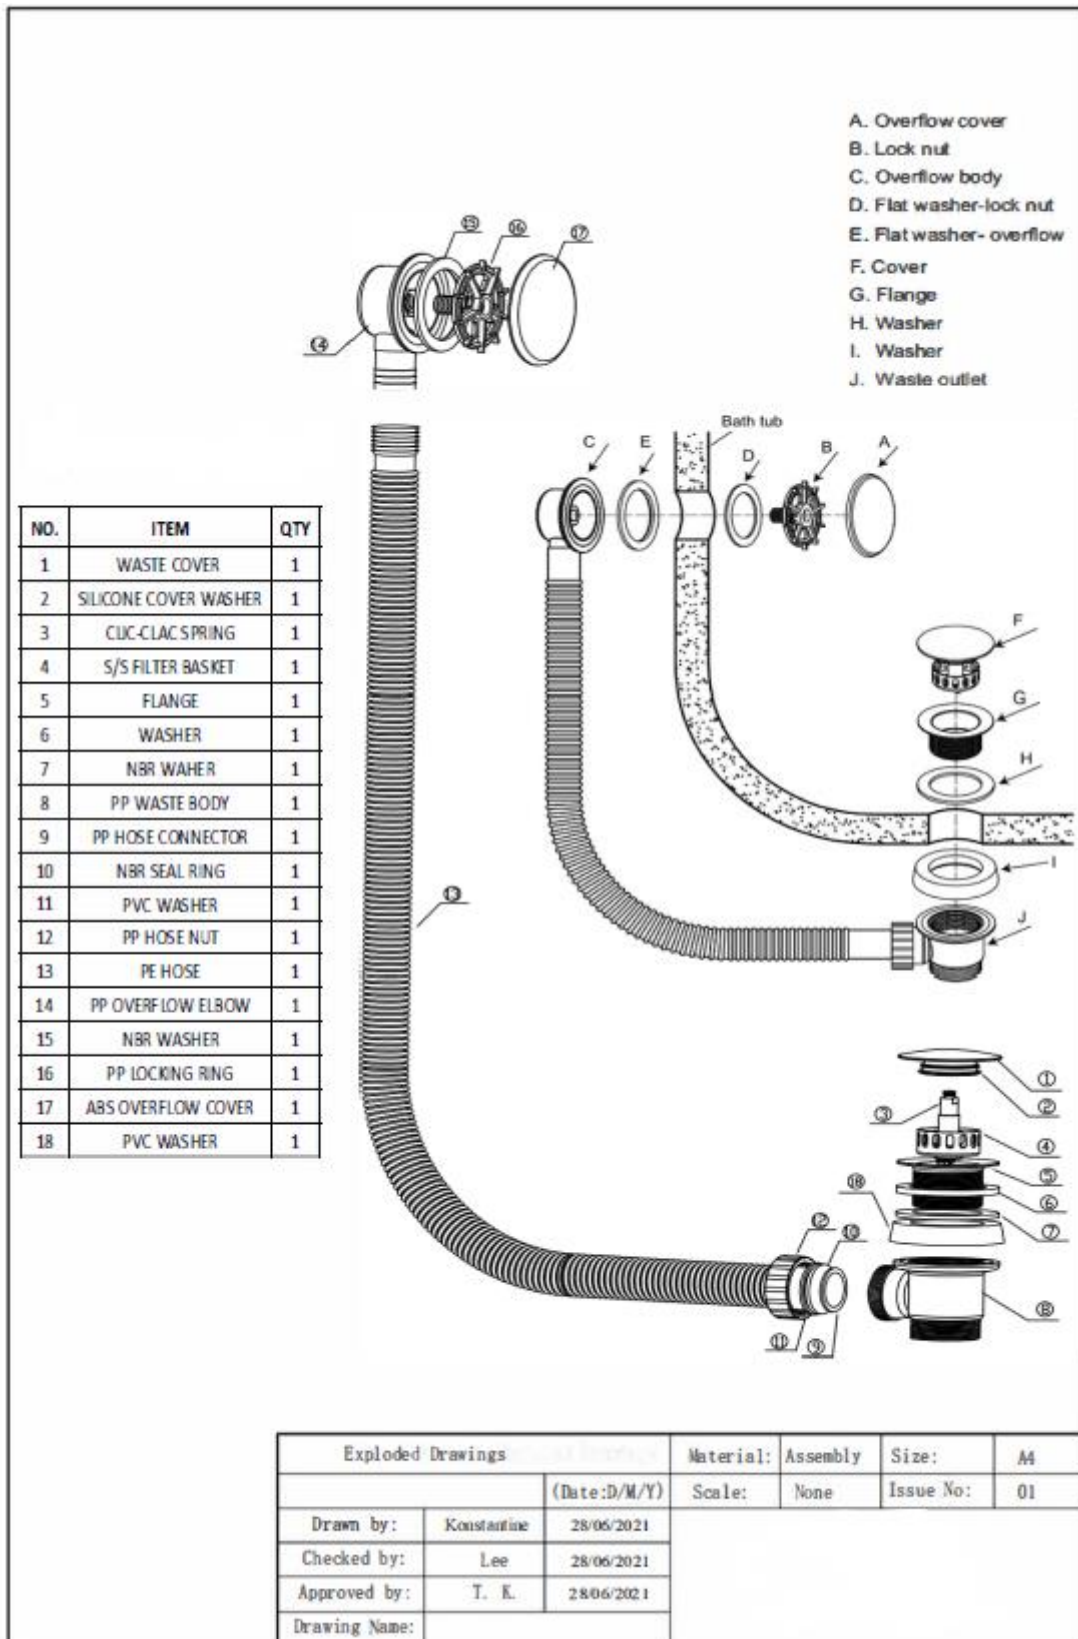 A. Overflow cover
B. Lock nut
C. Overflow body
D. Flat washer-lock nut
E. Flat washer- overflow
F. Cover
G. Flange
H. Washer
I. Washer
J. Waste outlet
⑮
⑯
⑰
⑭
Bath tub
C
E
D
B
A
F
G
H
I
J
NO. ITEM QTY
1 WASTE COVER 1
2 SILICONE COVER WASHER 1
3 CLIC-CLAC SPRING 1
4 S/S FILTER BASKET 1
5 FLANGE 1
6 WASHER 1
7 NBR WAHER 1
8 PP WASTE BODY 1
9 PP HOSE CONNECTOR 1
10 NBR SEAL RING 1
11 PVC WASHER 1
12 PP HOSE NUT 1
13 PE HOSE 1
14 PP OVERFLOW ELBOW 1
15 NBR WASHER 1
16 PP LOCKING RING 1
17 ABS OVERFLOW COVER 1
18 PVC WASHER 1
⑬
①
②
③
④
⑤
⑱
⑥
⑦
⑧
⑫
⑩
⑪
⑨
Exploded Drawings Material: Assembly Size: A4
(Date:D/M/Y) Scale: None Issue No: 01
Drawn by: Konstantine 28/06/2021
Checked by: Lee 28/06/2021
Approved by: T. K. 28/06/2021
Drawing Name: